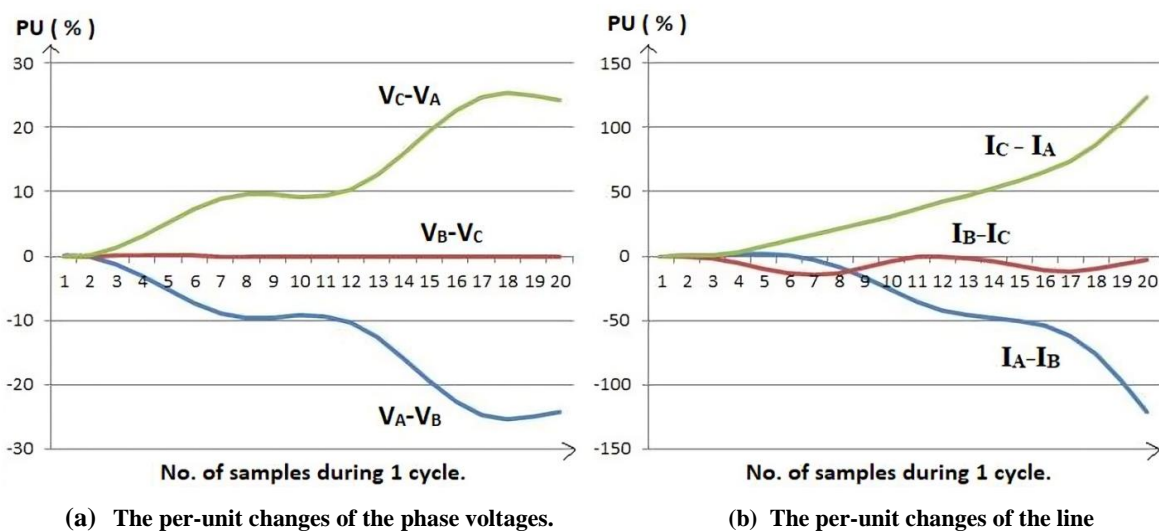 PU ( % )
30
20
10
0
-10
-20
-30
VC-VA
VB-VC
VA-VB
1 2 3 4 5 6 7 8 9 10 11 12 13 14 15 16 17 18 19 20
No. of samples during 1 cycle.
(a) The per-unit changes of the phase voltages.
PU ( % )
150
100
50
0
-50
-100
-150
IC – IA
IB–IC
IA–IB
1 2 3 4 5 6 7 8 9 10 11 12 13 14 15 16 17 18 19 20
No. of samples during 1 cycle.
(b) The per-unit changes of the line